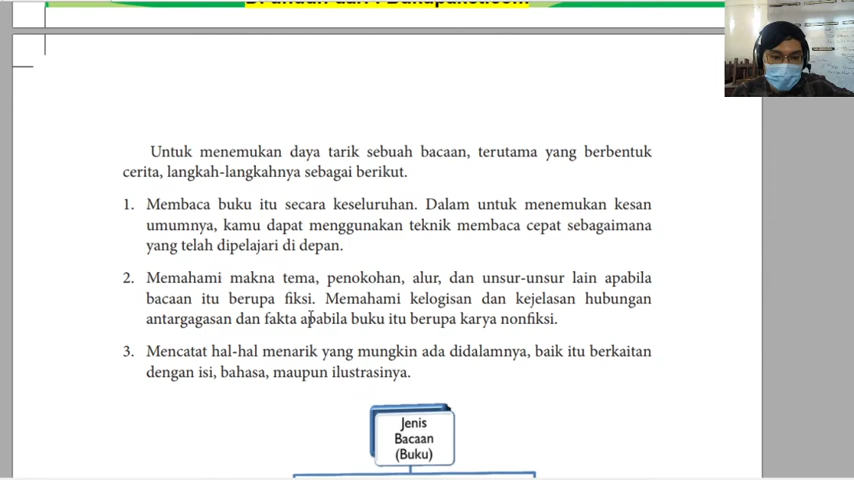 Untuk menemukan daya tarik sebuah bacaan, terutama yang berbentuk
cerita, langkah-langkahnya sebagai berikut.
1. Membaca buku itu secara keseluruhan. Dalam untuk menemukan kesan
umumnya, kamu dapat menggunakan teknik membaca cepat sebagaimana
yang telah dipelajari di depan.
2. Memahami makna tema, penokohan, alur, dan unsur-unsur lain apabila
bacaan itu berupa fiksi. Memahami kelogisan dan kejelasan hubungan
antargagasan dan fakta apabila buku itu berupa karya nonfiksi.
3. Mencatat hal-hal menarik yang mungkin ada didalamnya, baik itu berkaitan
dengan isi, bahasa, maupun ilustrasinya.
Jenis
Bacaan
(Buku)